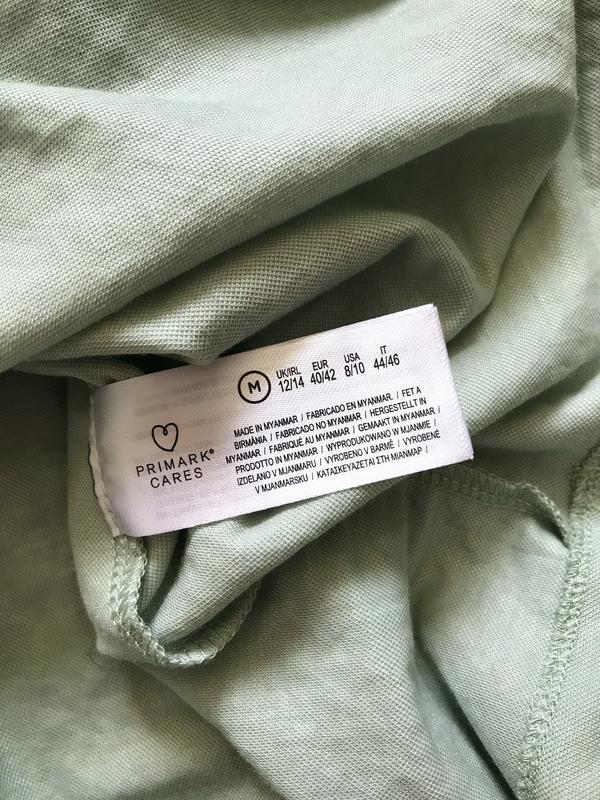 PRIMARK®
CARES
M
UK/IRL EUR USA IT
12/14 40/42 8/10 44/46
MADE IN MYANMAR / FABRICADO EN MYANMAR. / FET A
BIRMÀNIA / FABRICADO NO MYANMAR / HERGESTELLT IN
MYANMAR / FABRIQUÉ AU MYANMAR / GEMAAKT IN MYANMAR /
PRODOTTO IN MYANMAR / WYPRODUKOWANO W MJANMIE /
IZDELANO V MJANMARU / VYROBENO V BARMĚ / VYROBENÉ
V MJANMARSKU / ΚΑΤΑΣΚΕΥΑΖΕΤΑΙ ΣΤΗ ΜΙΑΝΜΑΡ /